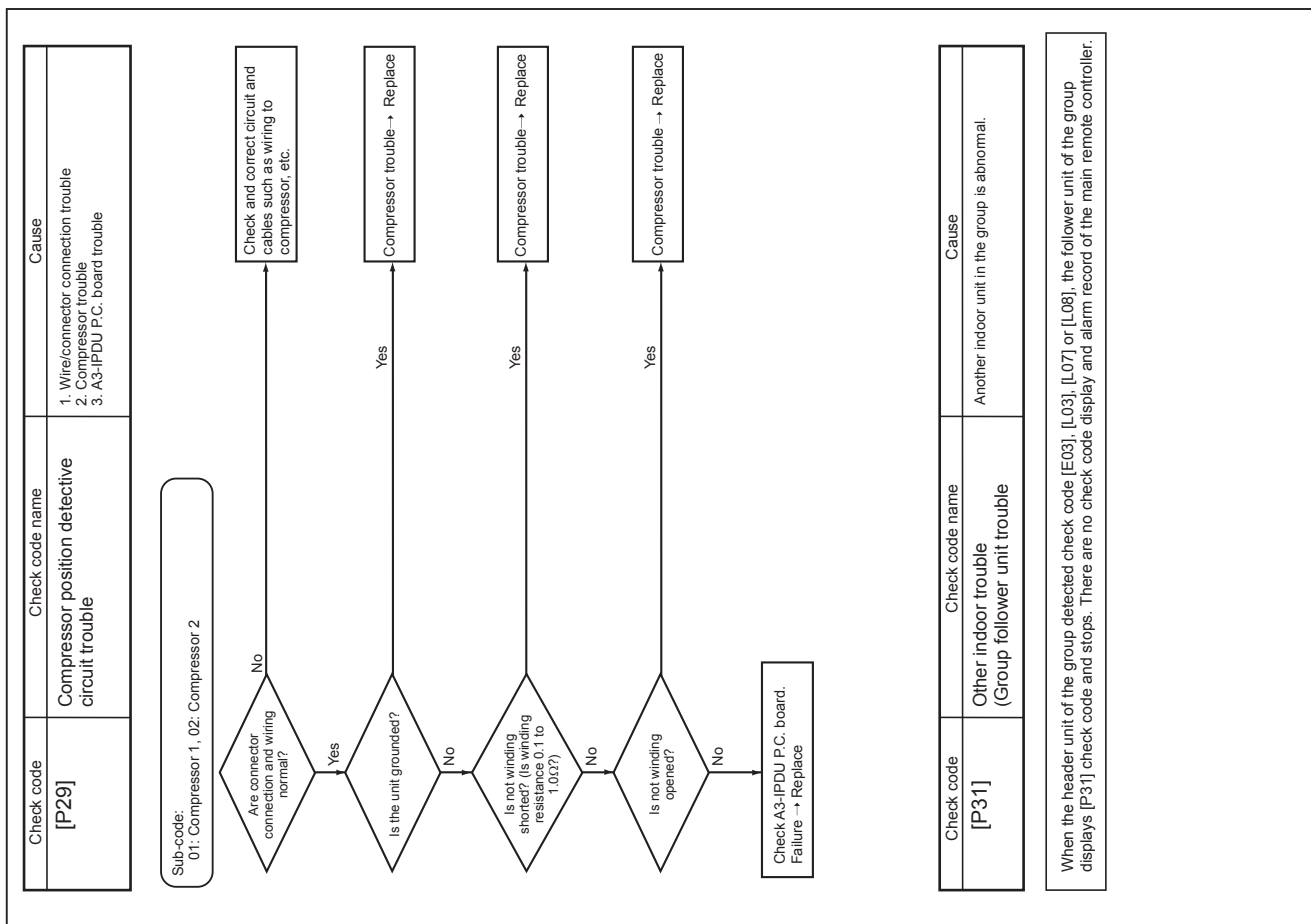 Check code
Check code name
Cause
[P29]
Compressor position detective
circuit trouble
1. Wire/connector connection trouble
2. Compressor trouble
3. A3-IPDU P.C. board trouble
Sub-code:
01: Compressor 1, 02: Compressor 2
Are connector
connection and wiring
normal?
No
Check and correct circuit and
cables such as wiring to
compressor, etc.
Yes
Is the unit grounded?
Yes
Compressor trouble→ Replace
No
Is not winding
shorted? (Is winding
resistance 0.1 to
1.0Ω?)
Yes
Compressor trouble→ Replace
No
Is not winding
opened?
Yes
Compressor trouble → Replace
No
Check A3-IPDU P.C. board.
Failure → Replace
Check code
Check code name
Cause
[P31]
Other indoor trouble
(Group follower unit trouble)
Another indoor unit in the group is abnormal.
When the header unit of the group detected check code [E03], [L03], [L07] or [L08], the follower unit of the group
displays [P31] check code and stops. There are no check code display and alarm record of the main remote controller.